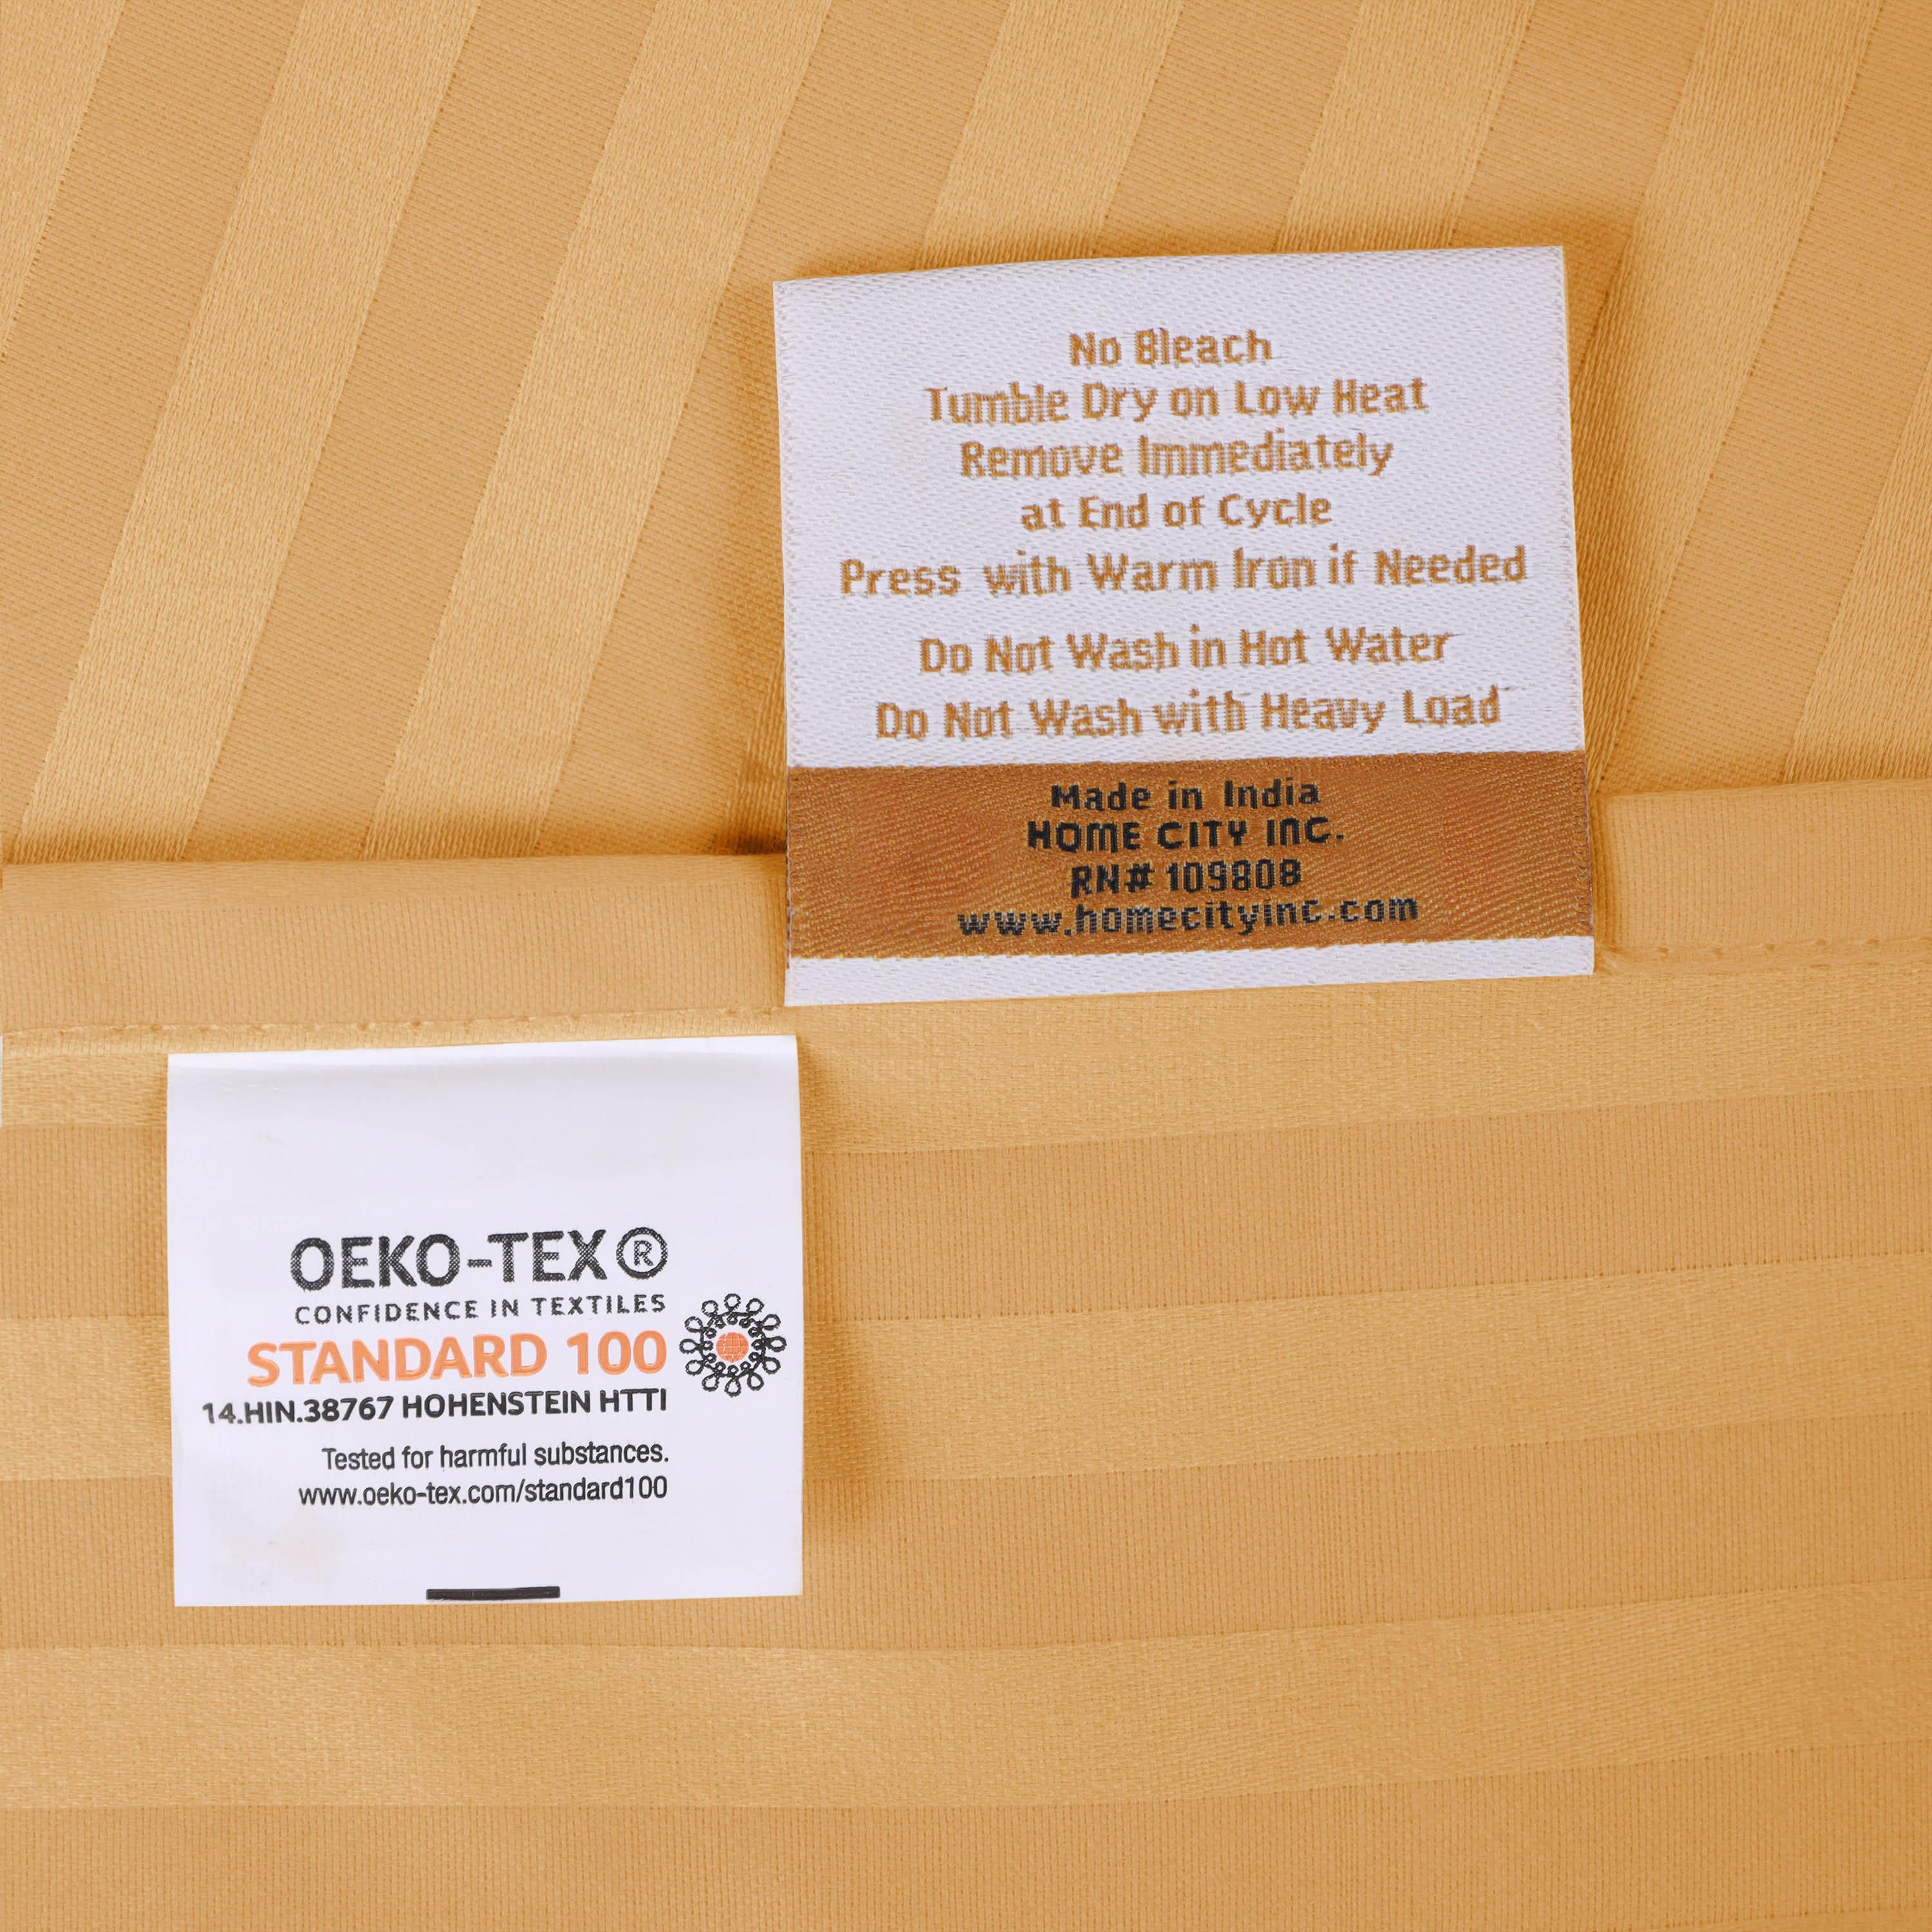 No Bleach
Tumble Dry on Low Heat
Remove Immediately
at End of Cycle
Press with Warm Iron if Needed
Do Not Wash in Hot Water
Do Not Wash with Heavy Load
Made in India
HOME CITY INC.
RN# 109808
www.homecityinc.com
OEKO-TEX®
CONFIDENCE IN TEXTILES
STANDARD 100
14.HIN.38767 HOHENSTEIN HTTI
Tested for harmful substances.
www.oeko-tex.com/standard100